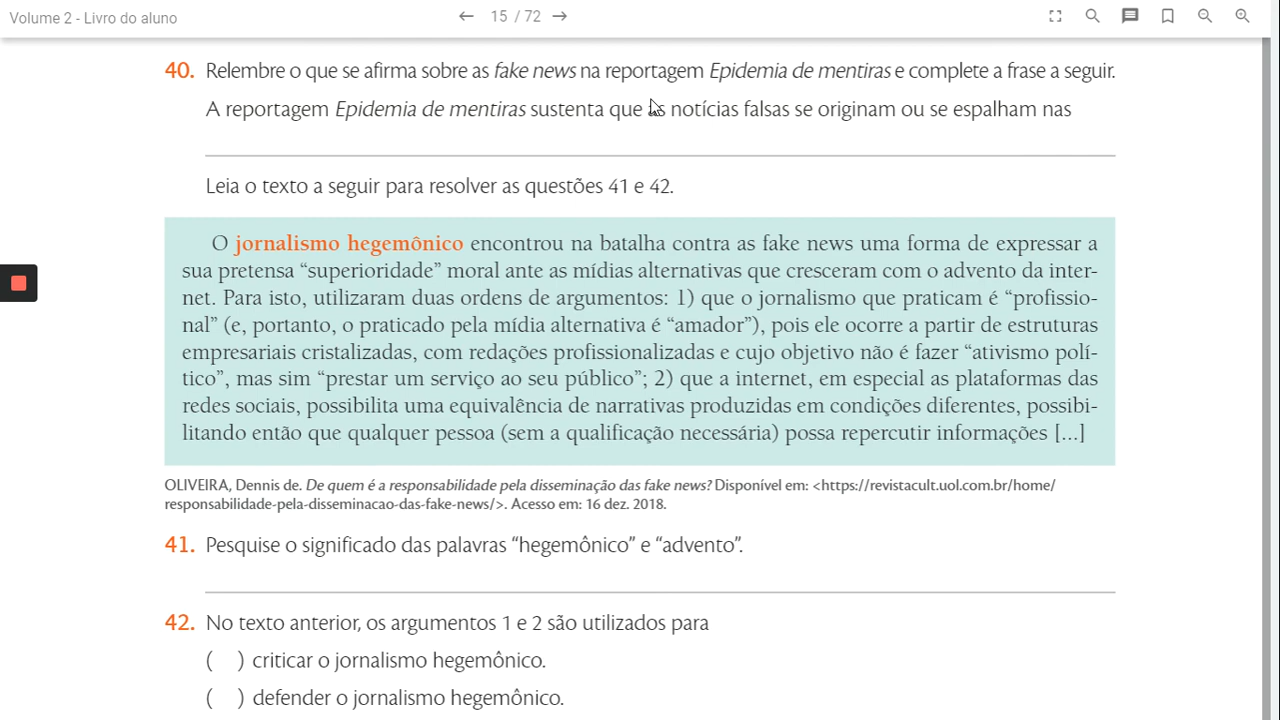 Volume 2 - Livro do aluno
15 / 72
40. Relembre o que se afirma sobre as fake news na reportagem Epidemia de mentiras e complete a frase a seguir.
A reportagem Epidemia de mentiras sustenta que as notícias falsas se originam ou se espalham nas
Leia o texto a seguir para resolver as questões 41 e 42.
O jornalismo hegemônico encontrou na batalha contra as fake news uma forma de expressar a
sua pretensa “superioridade” moral ante as mídias alternativas que cresceram com o advento da inter-
net. Para isto, utilizaram duas ordens de argumentos: 1) que o jornalismo que praticam é “profissio-
nal” (e, portanto, o praticado pela mídia alternativa é “amador”), pois ele ocorre a partir de estruturas
empresariais cristalizadas, com redações profissionalizadas e cujo objetivo não é fazer “ativismo polí-
tico”, mas sim “prestar um serviço ao seu público”; 2) que a internet, em especial as plataformas das
redes sociais, possibilita uma equivalência de narrativas produzidas em condições diferentes, possibi-
litando então que qualquer pessoa (sem a qualificação necessária) possa repercutir informações [...]
OLIVEIRA, Dennis de. De quem é a responsabilidade pela disseminação das fake news? Disponível em: <https://revistacult.uol.com.br/home/
responsabilidade-pela-disseminacao-das-fake-news/>. Acesso em: 16 dez. 2018.
41. Pesquise o significado das palavras “hegemônico” e “advento”.
42. No texto anterior, os argumentos 1 e 2 são utilizados para
( ) criticar o jornalismo hegemônico.
( ) defender o jornalismo hegemônico.